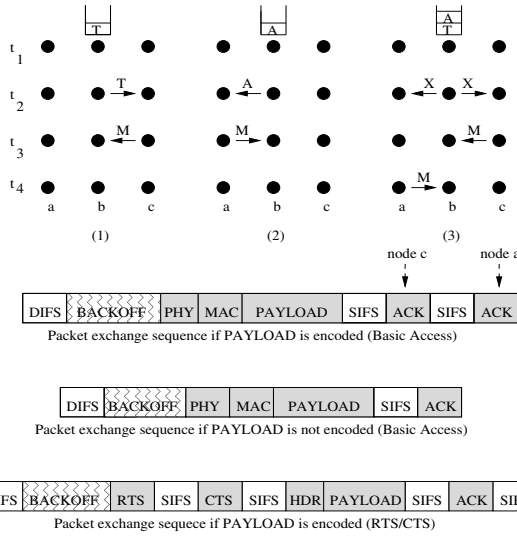 T A A
T
t1
T A X X
t2
M M M
t3
M
t4
a b c a b c a b c
(1) (2) (3)
node c node a
DIFS BACKOFF PHY MAC PAYLOAD SIFS ACK SIFS ACK
Packet exchange sequence if PAYLOAD is encoded (Basic Access)
DIFS BACKOFF PHY MAC PAYLOAD SIFS ACK
Packet exchange sequence if PAYLOAD is not encoded (Basic Access)
FS BACKOFF RTS SIFS CTS SIFS HDR PAYLOAD SIFS ACK SI
Packet exchange sequece if PAYLOAD is encoded (RTS/CTS)